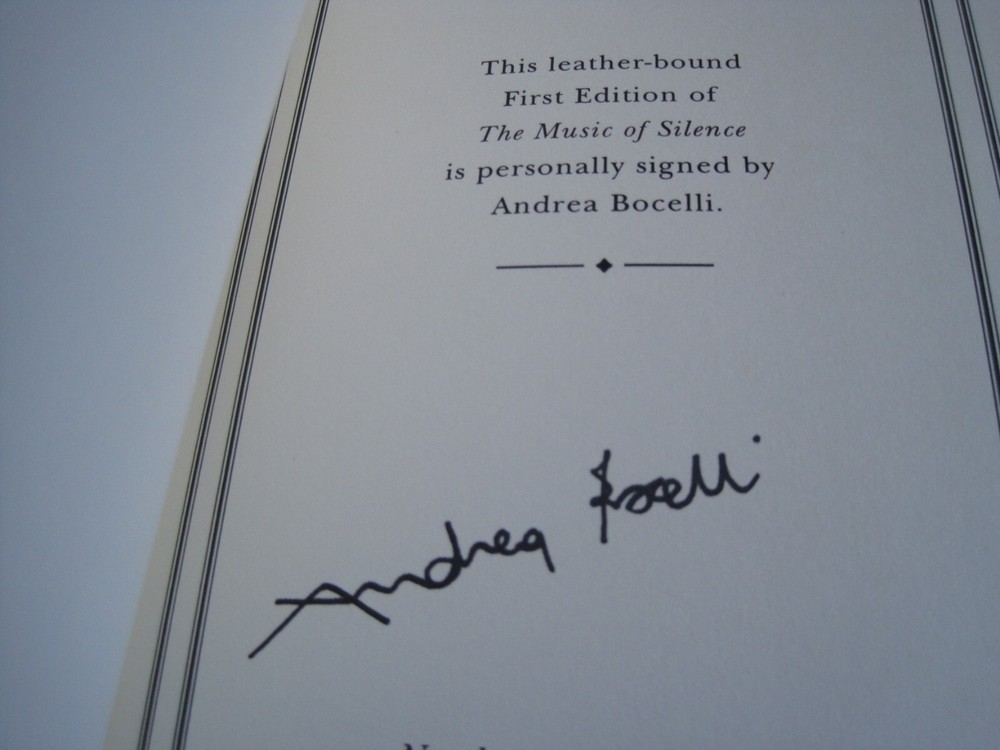 This leather-bound
First Edition of
The Music of Silence
is personally signed by
Andrea Bocelli.
Andrea Bocelli